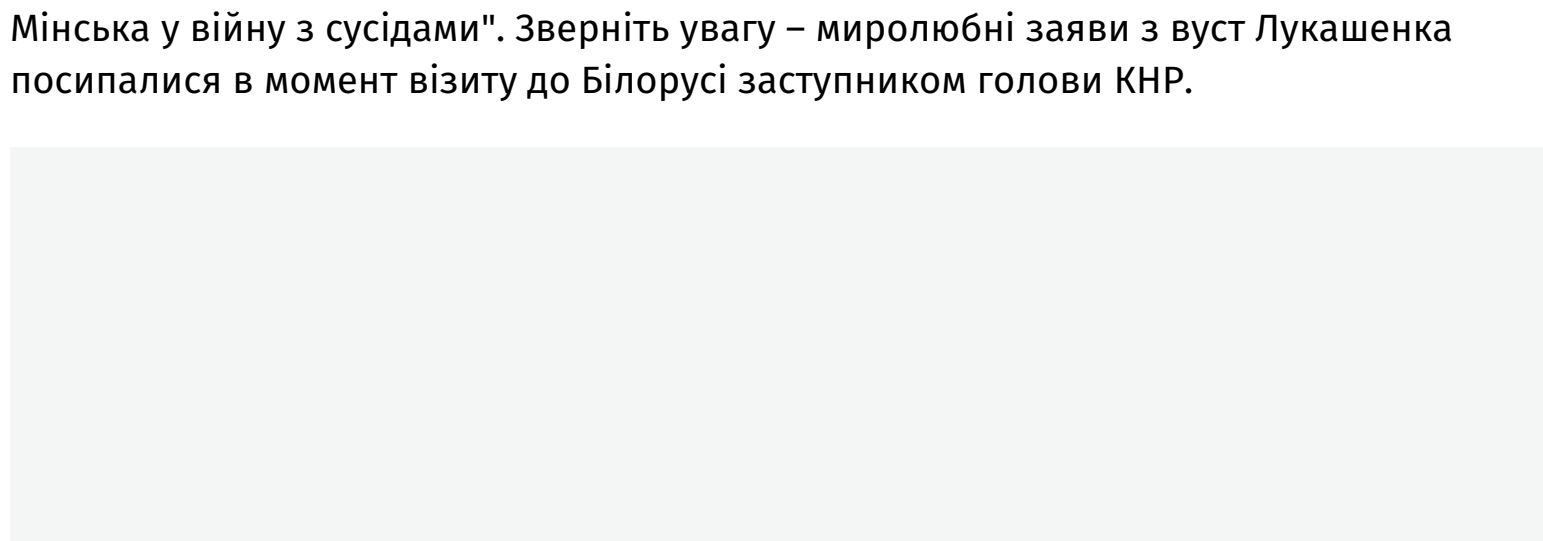 Мінська у війну з сусідами". Зверніть увагу – миролюбні заяви з вуст Лукашенка
посипалися в момент візиту до Білорусі заступником голови КНР.